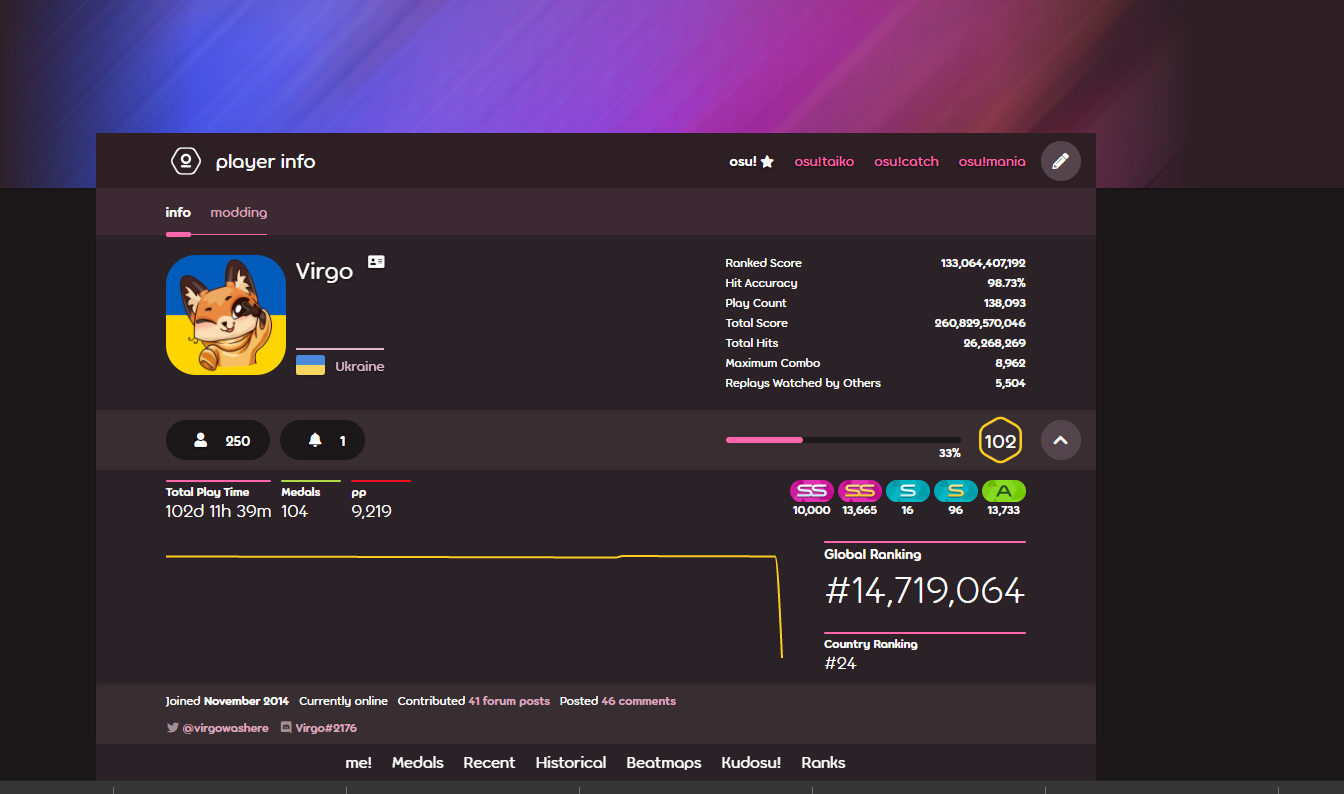 player info
osu! osu!taiko osu!catch osu!mania
info modding
Virgo
Ukraine
Ranked Score 133,064,407,192
Hit Accuracy 98.73%
Play Count 138,093
Total Score 260,829,570,046
Total Hits 26,268,269
Maximum Combo 8,962
Replays Watched by Others 5,504
250 1
33%
102
Total Play Time Medals pp
102d 11h 39m 104 9,219
SS SS S S A
10,000 13,665 16 96 13,733
Global Ranking
#14,719,064
Country Ranking
#24
Joined November 2014 Currently online Contributed 41 forum posts Posted 46 comments
@virgowashere Virgo#2176
me! Medals Recent Historical Beatmaps Kudosu! Ranks